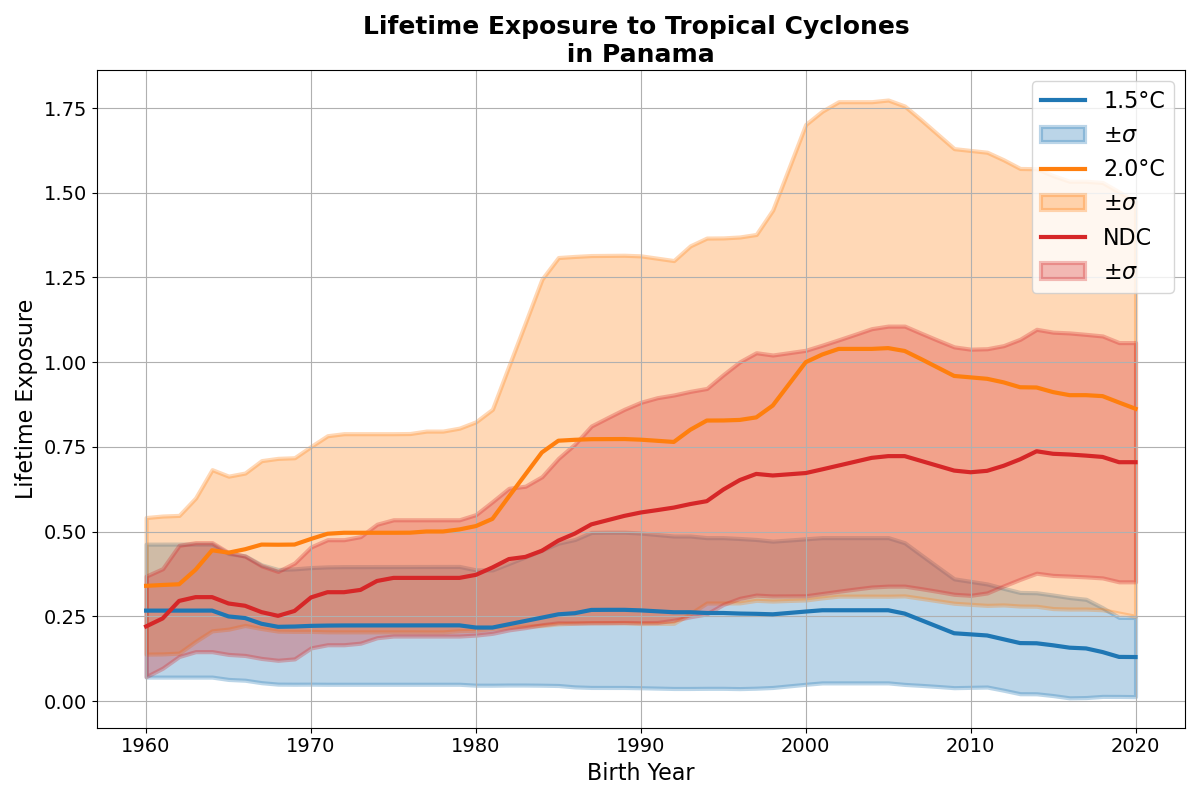 Lifetime Exposure to Tropical Cyclones
in Panama
1.5°C
±σ
2.0°C
±σ
NDC
±σ
Lifetime Exposure
1.75
1.50
1.25
1.00
0.75
0.50
0.25
0.00
1960
1970
1980
1990
2000
2010
2020
Birth Year